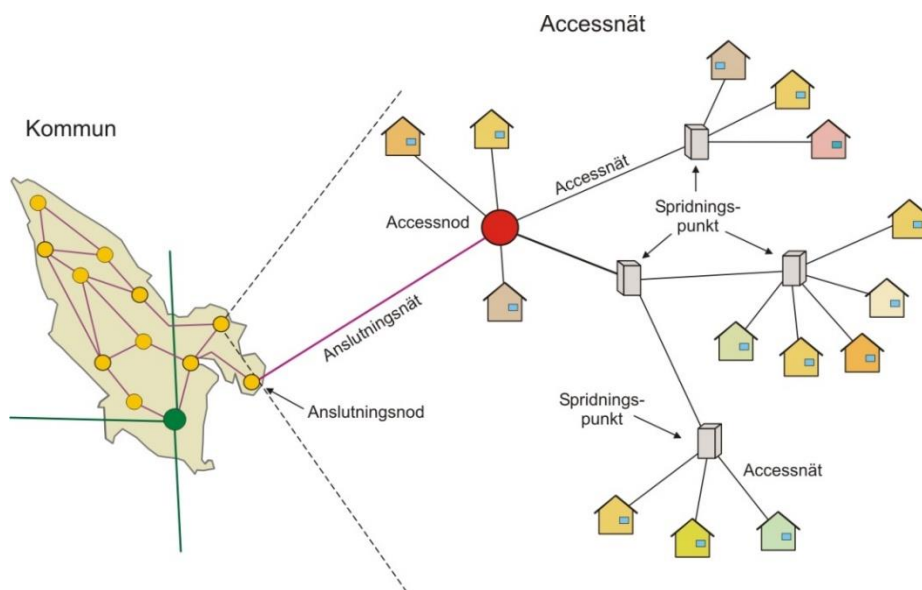 Accessnät
Kommun
Accessnod
Accessnät
Spridnings-
punkt
Anslutningsnät
Anslutningsnod
Spridnings-
punkt
Accessnät